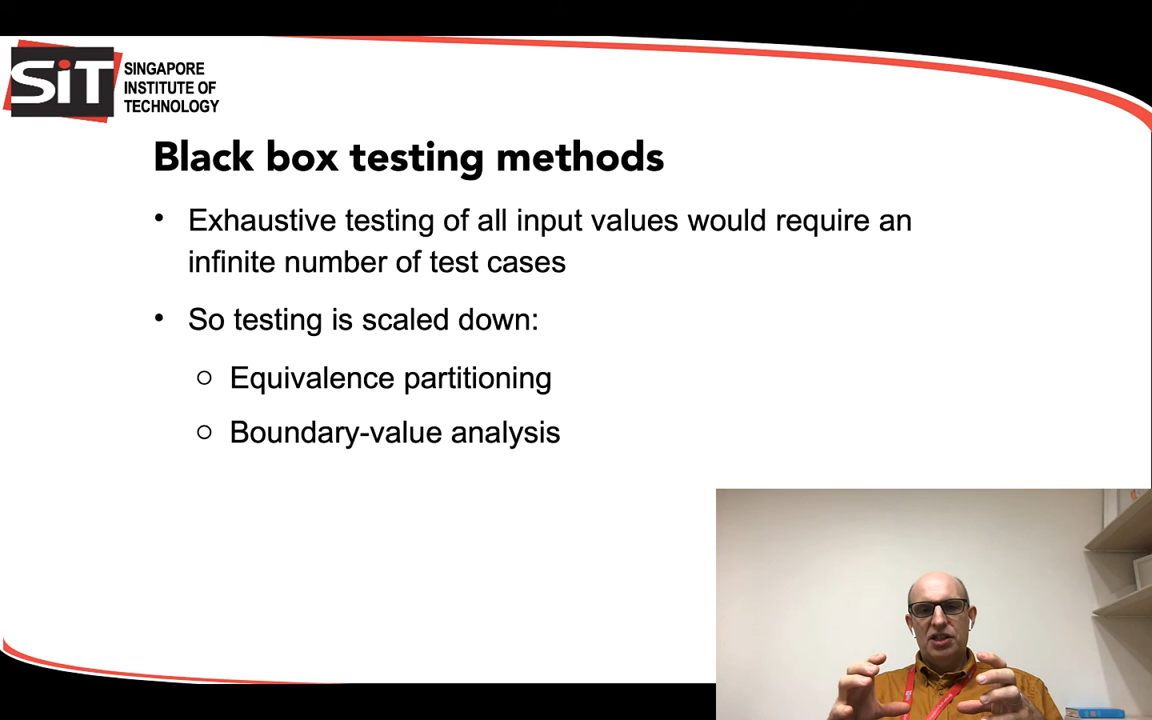 SiT
SINGAPORE
INSTITUTE OF
TECHNOLOGY
Black box testing methods
• Exhaustive testing of all input values would require an
infinite number of test cases
• So testing is scaled down:
○ Equivalence partitioning
○ Boundary-value analysis